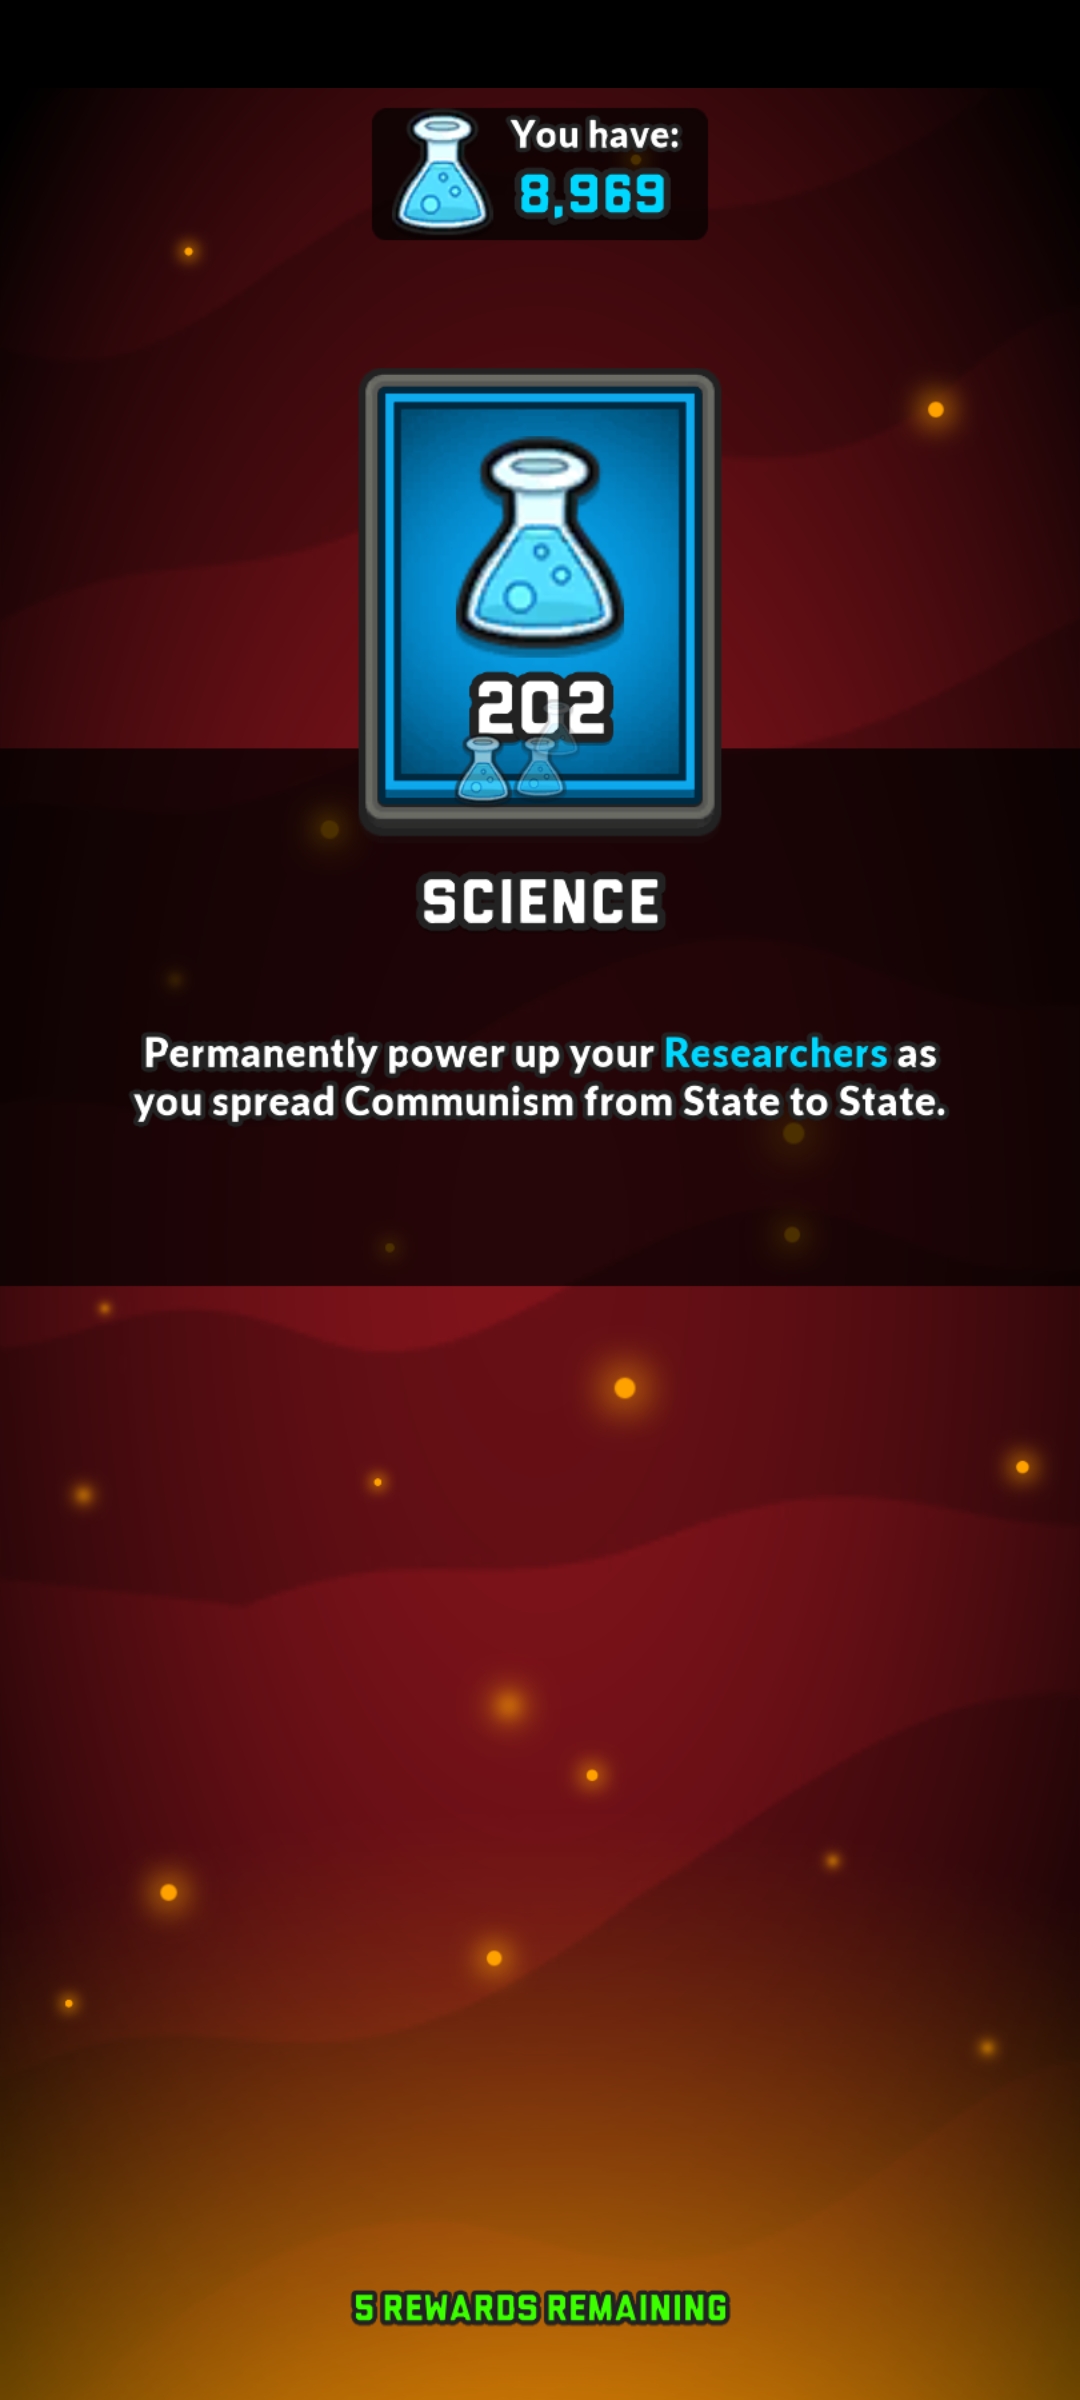 You have:
8,969
202
SCIENCE
Permanently power up your Researchers as
you spread Communism from State to State.
5 REWARDS REMAINING